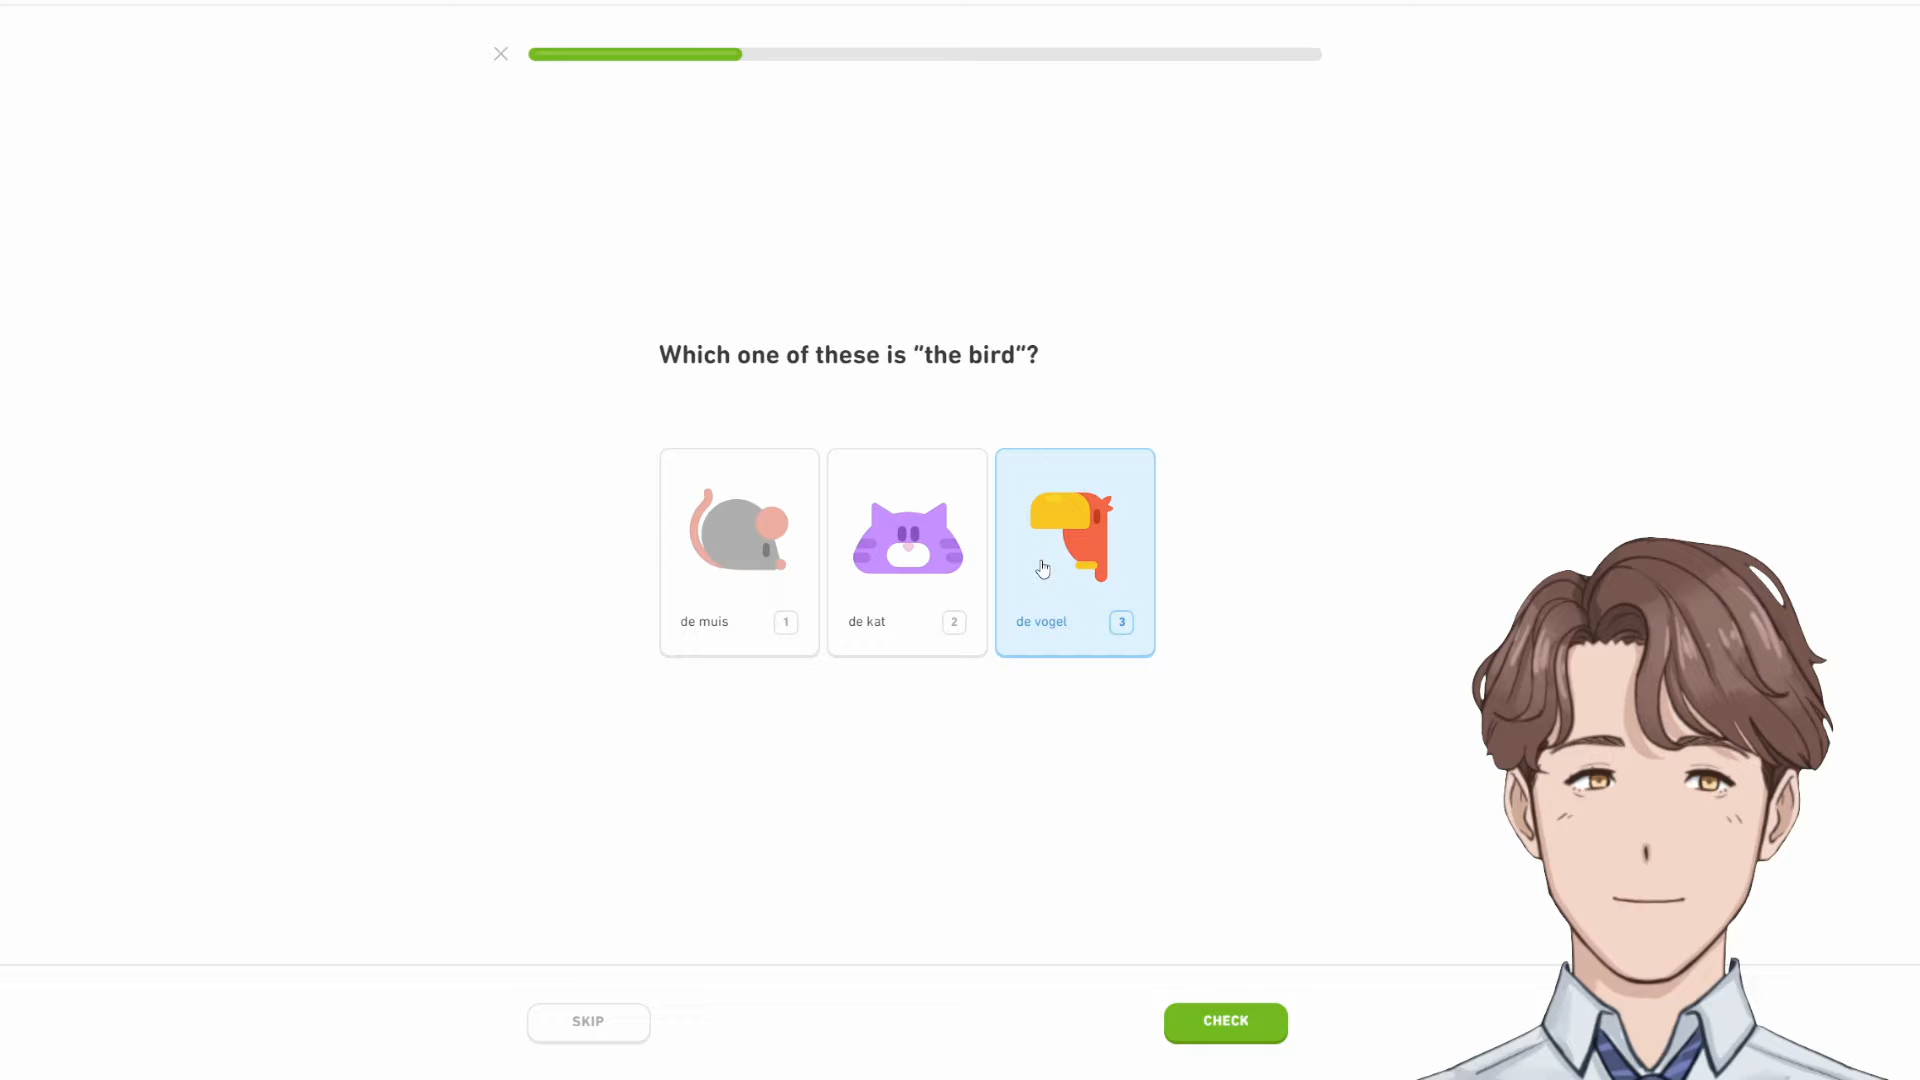 Which one of these is “the bird“?
de muis 1
de kat 2
de vogel 3
SKIP
CHECK